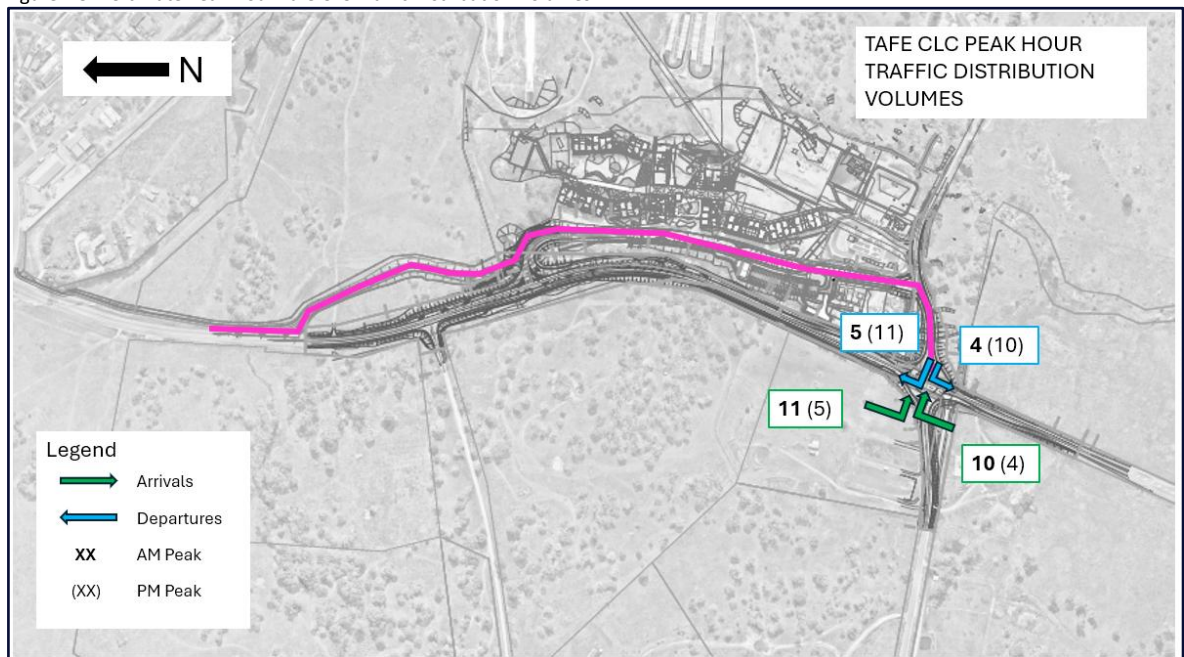 N
TAFE CLC PEAK HOUR
TRAFFIC DISTRIBUTION
VOLUMES
5 (11)
4 (10)
11 (5)
10 (4)
Legend
Arrivals
Departures
XX AM Peak
(XX) PM Peak